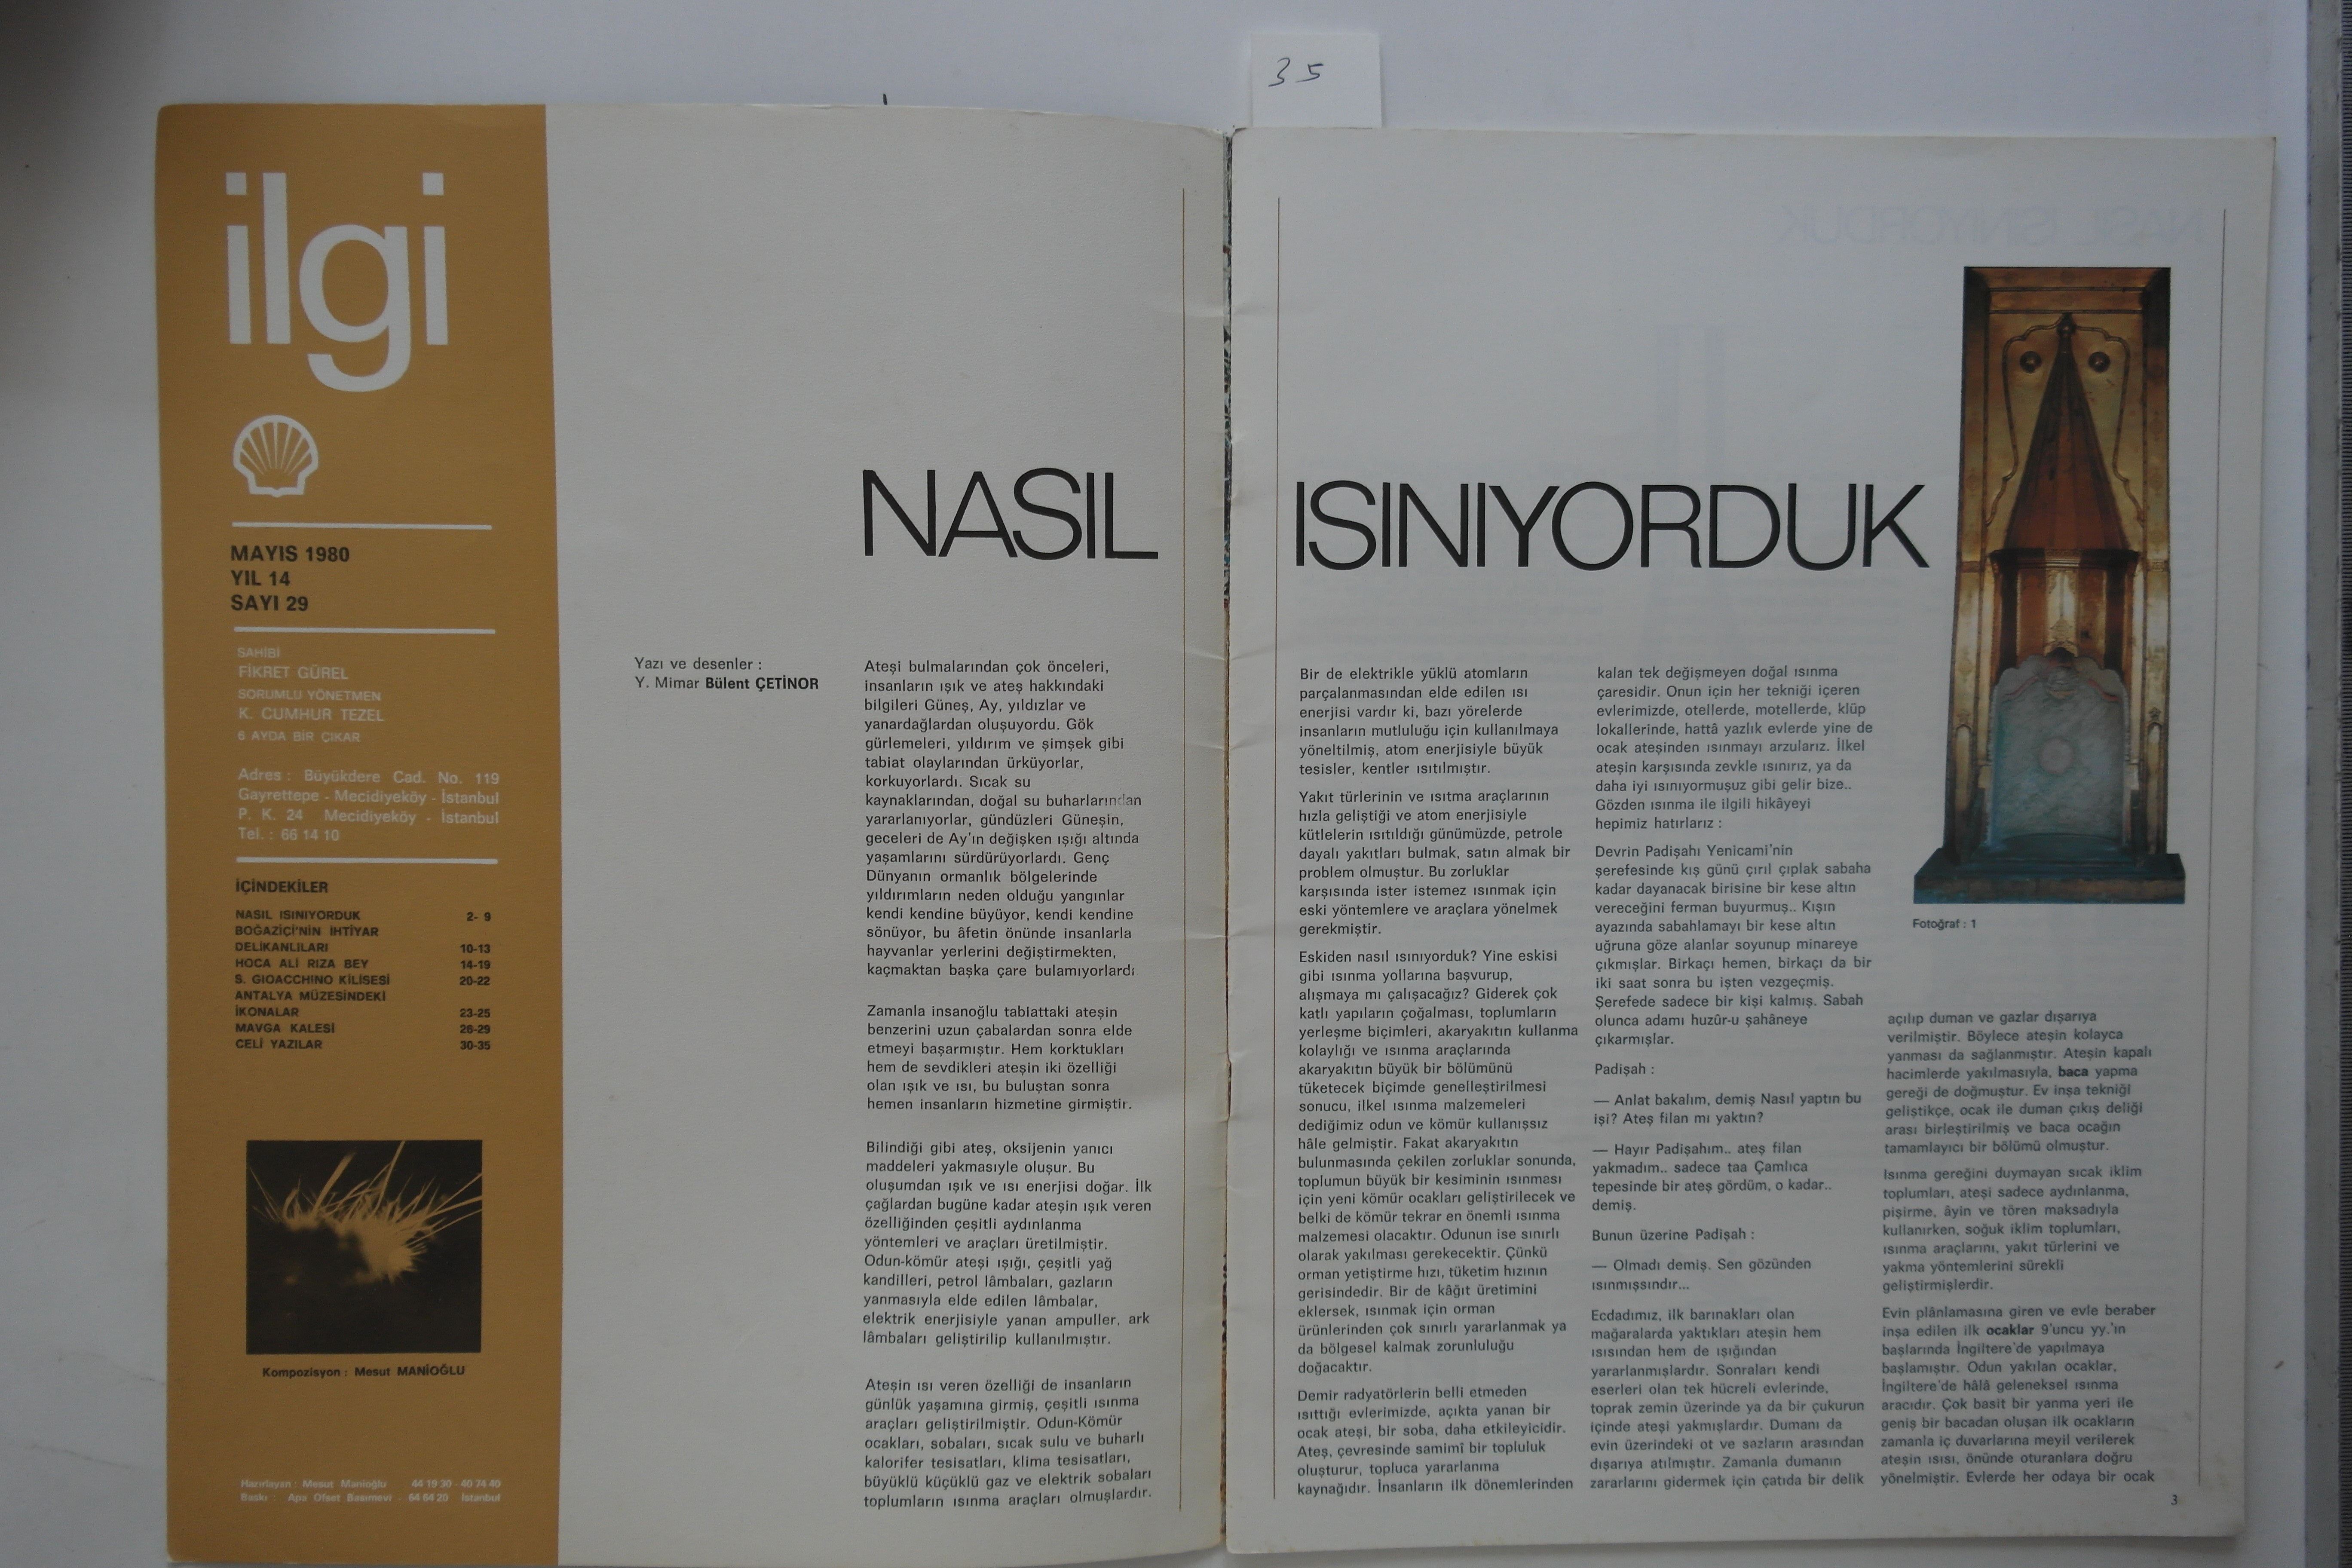 35
ilgi
MAYIS 1980
YIL 14
SAYI 29
SAHİBİ
FİKRET GÜREL
SORUMLU YÖNETMEN
K. CUMHUR TEZEL
6 AYDA BİR ÇIKAR
Adres : Büyükdere Cad. No. 119
Gayrettepe - Mecidiyeköy - İstanbul
P. K. 24 Mecidiyeköy - İstanbul
Tel. : 66 14 10
İÇİNDEKİLER
NASIL ISINIYORDUK 2- 9
BOĞAZİÇİ'NİN İHTİYAR
DELİKANLILARI 10-13
HOCA ALİ RIZA BEY 14-19
S. GIOACCHINO KİLİSESİ 20-22
ANTALYA MÜZESİNDEKİ
İKONALAR 23-25
MAVGA KALESİ 26-29
CELİ YAZILAR 30-35
Kompozisyon : Mesut MANİOĞLU
Hazırlayan : Mesut Manioğlu 44 19 30 - 40 74 40
Baskı : Apa Ofset Basımevi - 64 64 20 İstanbul
NASIL ISINIYORDUK
Yazı ve desenler :
Y. Mimar Bülent ÇETİNOR
Ateşi bulmalarından çok önceleri,
insanların ışık ve ateş hakkındaki
bilgileri Güneş, Ay, yıldızlar ve
yanardağlardan oluşuyordu. Gök
gürlemeleri, yıldırım ve şimşek gibi
tabiat olaylarından ürküyorlar,
korkuyorlardı. Sıcak su
kaynaklarından, doğal su buharlarından
yararlanıyorlar, gündüzleri Güneşin,
geceleri de Ay'ın değişken ışığı altında
yaşamlarını sürdürüyorlardı. Genç
Dünyanın ormanlık bölgelerinde
yıldırımların neden olduğu yangınlar
kendi kendine büyüyor, kendi kendine
sönüyor, bu âfetin önünde insanlarla
hayvanlar yerlerini değiştirmekten,
kaçmaktan başka çare bulamıyorlardı
Zamanla insanoğlu tablattaki ateşin
benzerini uzun çabalardan sonra elde
etmeyi başarmıştır. Hem korktukları
hem de sevdikleri ateşin iki özelliği
olan ışık ve ısı, bu buluştan sonra
hemen insanların hizmetine girmiştir.
Bilindiği gibi ateş, oksijenin yanıcı
maddeleri yakmasıyle oluşur. Bu
oluşumdan ışık ve ısı enerjisi doğar. İlk
çağlardan bugüne kadar ateşin ışık veren
özelliğinden çeşitli aydınlanma
yöntemleri ve araçları üretilmiştir.
Odun-kömür ateşi ışığı, çeşitli yağ
kandilleri, petrol lâmbaları, gazların
yanmasıyla elde edilen lâmbalar,
elektrik enerjisiyle yanan ampuller, ark
lâmbaları geliştirilip kullanılmıştır.
Ateşin ısı veren özelliği de insanların
günlük yaşamına girmiş, çeşitli ısınma
araçları geliştirilmiştir. Odun-Kömür
ocakları, sobaları, sıcak sulu ve buharlı
kalorifer tesisatları, klima tesisatları,
büyüklü küçüklü gaz ve elektrik sobaları
toplumların ısınma araçları olmuşlardır.
Bir de elektrikle yüklü atomların
parçalanmasından elde edilen ısı
enerjisi vardır ki, bazı yörelerde
insanların mutluluğu için kullanılmaya
yöneltilmiş, atom enerjisiyle büyük
tesisler, kentler ısıtılmıştır.
Yakıt türlerinin ve ısıtma araçlarının
hızla geliştiği ve atom enerjisiyle
kütlelerin ısıtıldığı günümüzde, petrole
dayalı yakıtları bulmak, satın almak bir
problem olmuştur. Bu zorluklar
karşısında ister istemez ısınmak için
eski yöntemlere ve araçlara yönelmek
gerekmiştir.
Eskiden nasıl ısınıyorduk? Yine eskisi
gibi ısınma yollarına başvurup,
alışmaya mı çalışacağız? Giderek çok
katlı yapıların çoğalması, toplumların
yerleşme biçimleri, akaryakıtın kullanma
kolaylığı ve ısınma araçlarında
akaryakıtın büyük bir bölümünü
tüketecek biçimde genelleştirilmesi
sonucu, ilkel ısınma malzemeleri
dediğimiz odun ve kömür kullanışsız
hâle gelmiştir. Fakat akaryakıtın
bulunmasında çekilen zorluklar sonunda,
toplumun büyük bir kesiminin ısınması
için yeni kömür ocakları geliştirilecek ve
belki de kömür tekrar en önemli ısınma
malzemesi olacaktır. Odunun ise sınırlı
olarak yakılması gerekecektir. Çünkü
orman yetiştirme hızı, tüketim hızının
gerisindedir. Bir de kâğıt üretimini
eklersek, ısınmak için orman
ürünlerinden çok sınırlı yararlanmak ya
da bölgesel kalmak zorunluluğu
doğacaktır.
Demir radyatörlerin belli etmeden
ısıttığı evlerimizde, açıkta yanan bir
ocak ateşi, bir soba, daha etkileyicidir.
Ateş, çevresinde samimî bir topluluk
oluşturur, topluca yararlanma
kaynağıdır. İnsanların ilk dönemlerinden
kalan tek değişmeyen doğal ısınma
çaresidir. Onun için her tekniği içeren
evlerimizde, otellerde, motellerde, klüp
lokallerinde, hattâ yazlık evlerde yine de
ocak ateşinden ısınmayı arzularız. İlkel
ateşin karşısında zevkle ısınırız, ya da
daha iyi ısınıyormuşuz gibi gelir bize..
Gözden ısınma ile ilgili hikâyeyi
hepimiz hatırlarız :
Devrin Padişahı Yenicami'nin
şerefesinde kış günü çırıl çıplak sabaha
kadar dayanacak birisine bir kese altın
vereceğini ferman buyurmuş.. Kışın
ayazında sabahlamayı bir kese altın
uğruna göze alanlar soyunup minareye
çıkmışlar. Birkaçı hemen, birkaçı da bir
iki saat sonra bu işten vezgeçmiş.
Şerefede sadece bir kişi kalmış. Sabah
olunca adamı huzûr-u şahâneye
çıkarmışlar.
Padişah :
— Anlat bakalım, demiş Nasıl yaptın bu
işi? Ateş filan mı yaktın?
— Hayır Padişahım.. ateş filan
yakmadım.. sadece taa Çamlıca
tepesinde bir ateş gördüm, o kadar..
demiş.
Bunun üzerine Padişah :
— Olmadı demiş. Sen gözünden
ısınmışsındır...
Ecdadımız, ilk barınakları olan
mağaralarda yaktıkları ateşin hem
ısısından hem de ışığından
yararlanmışlardır. Sonraları kendi
eserleri olan tek hücreli evlerinde,
toprak zemin üzerinde ya da bir çukurun
içinde ateşi yakmışlardır. Dumanı da
evin üzerindeki ot ve sazların arasından
dışarıya atılmıştır. Zamanla dumanın
zararlarını gidermek için çatıda bir delik
Fotoğraf : 1
açılıp duman ve gazlar dışarıya
verilmiştir. Böylece ateşin kolayca
yanması da sağlanmıştır. Ateşin kapalı
hacimlerde yakılmasıyla, baca yapma
gereği de doğmuştur. Ev inşa tekniği
geliştikçe, ocak ile duman çıkış deliği
arası birleştirilmiş ve baca ocağın
tamamlayıcı bir bölümü olmuştur.
Isınma gereğini duymayan sıcak iklim
toplumları, ateşi sadece aydınlanma,
pişirme, âyin ve tören maksadıyla
kullanırken, soğuk iklim toplumları,
ısınma araçlarını, yakıt türlerini ve
yakma yöntemlerini sürekli
geliştirmişlerdir.
Evin plânlamasına giren ve evle beraber
inşa edilen ilk ocaklar 9'uncu yy.'ın
başlarında İngiltere'de yapılmaya
başlamıştır. Odun yakılan ocaklar,
İngiltere'de hâlâ geleneksel ısınma
aracıdır. Çok basit bir yanma yeri ile
geniş bir bacadan oluşan ilk ocakların
zamanla iç duvarlarına meyil verilerek
ateşin ısısı, önünde oturanlara doğru
yönelmiştir. Evlerde her odaya bir ocak
3